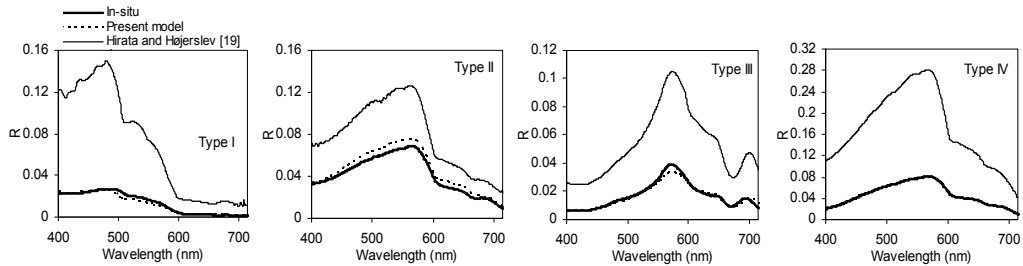 In-situ
Present model
Hirata and Højerslev [19]
0.16
0.12
0.08
0.04
0
R
Type I
400 500 600 700
Wavelength (nm)
0.16
0.12
0.08
0.04
0
R
Type II
400 500 600 700
Wavelength (nm)
0.12
0.1
0.08
0.06
0.04
0.02
0
R
Type III
400 500 600 700
Wavelength (nm)
0.32
0.28
0.24
0.20
0.16
0.12
0.08
0.04
0
R
Type IV
400 500 600 700
Wavelength (nm)